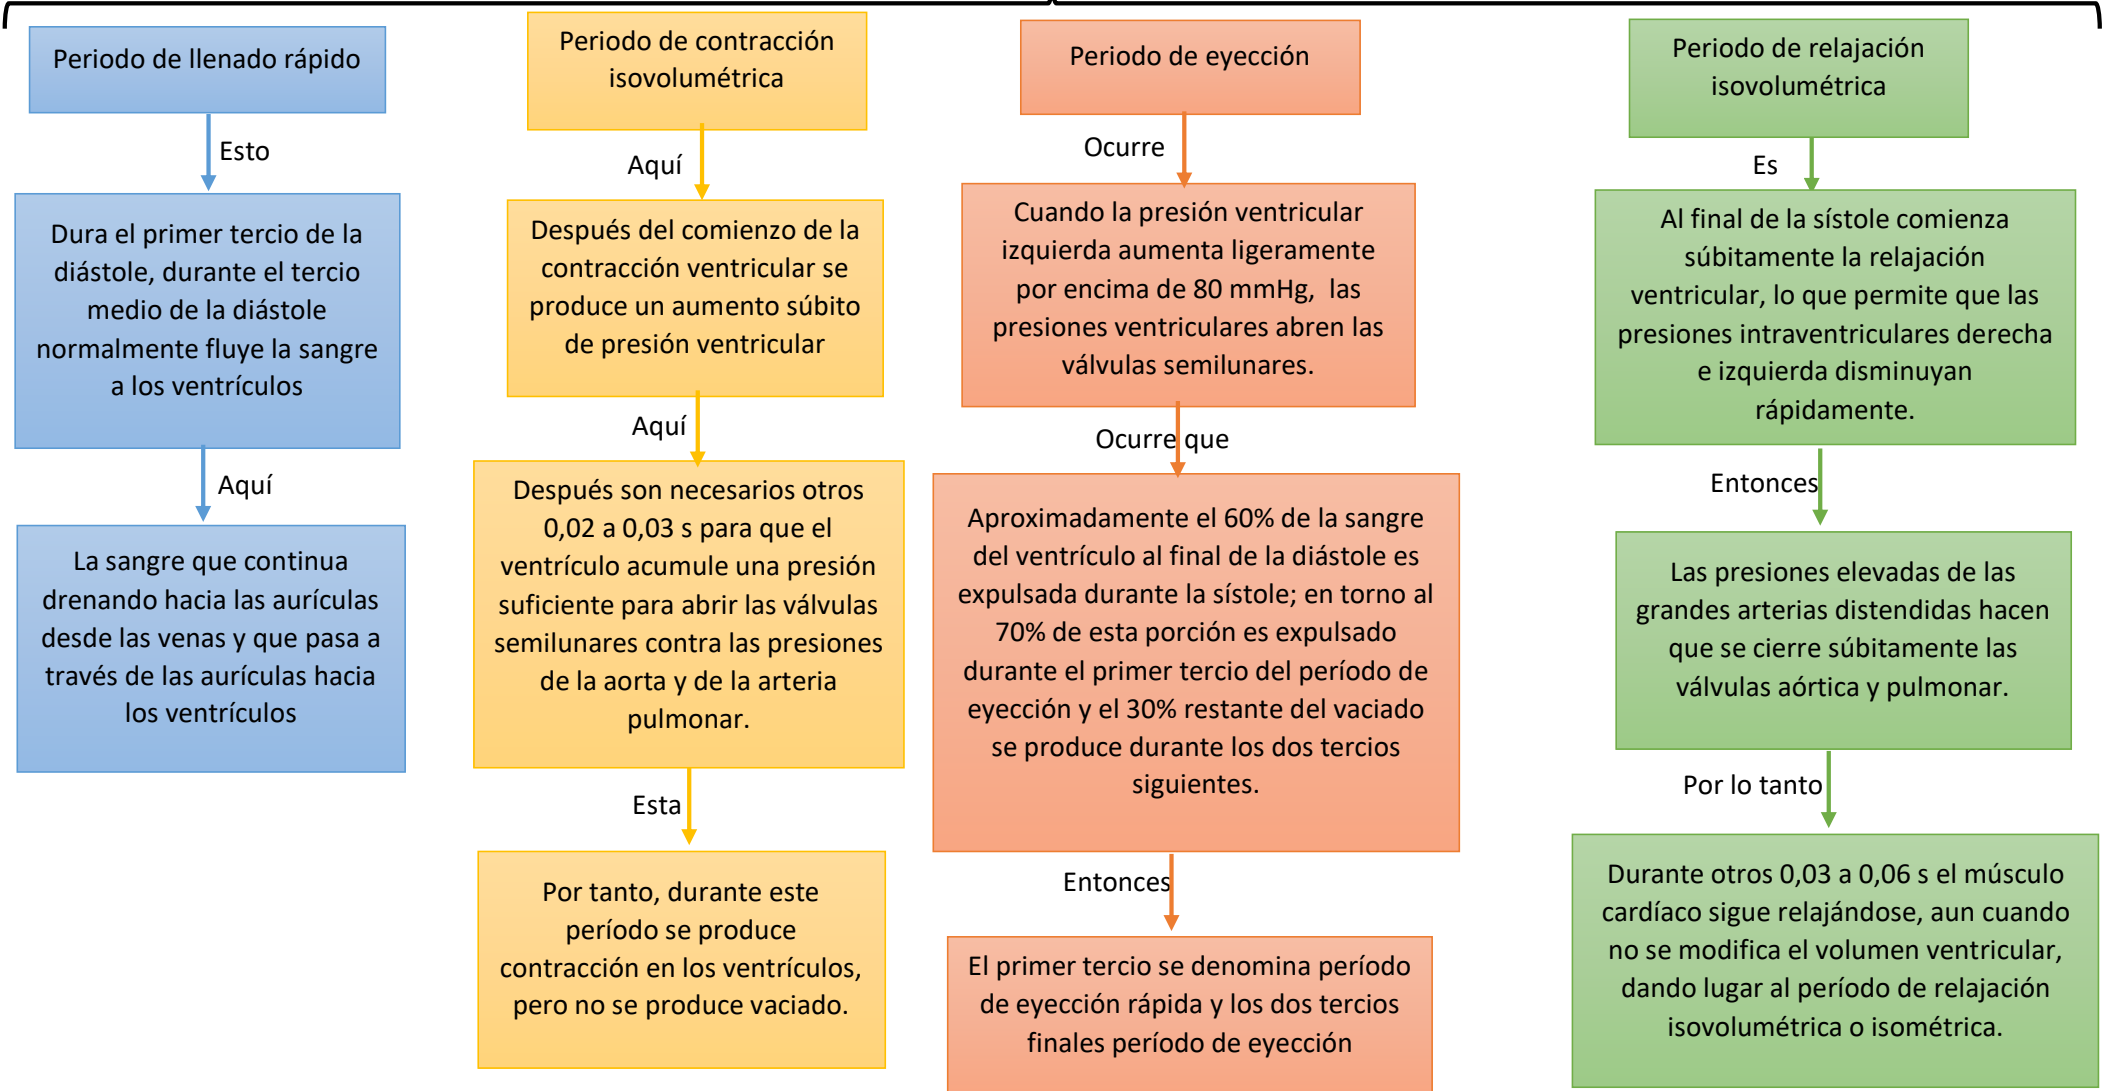 Periodo de llenado rápido
Esto
Dura el primer tercio de la
diástole, durante el tercio
medio de la diástole
normalmente fluye la sangre
a los ventrículos
Aquí
La sangre que continua
drenando hacia las aurículas
desde las venas y que pasa a
través de las aurículas hacia
los ventrículos
Periodo de contracción
isovolumétrica
Aquí
Después del comienzo de la
contracción ventricular se
produce un aumento súbito
de presión ventricular
Aquí
Después son necesarios otros
0,02 a 0,03 s para que el
ventrículo acumule una presión
suficiente para abrir las válvulas
semilunares contra las presiones
de la aorta y de la arteria
pulmonar.
Esta
Por tanto, durante este
período se produce
contracción en los ventrículos,
pero no se produce vaciado.
Periodo de eyección
Ocurre
Cuando la presión ventricular
izquierda aumenta ligeramente
por encima de 80 mmHg, las
presiones ventriculares abren las
válvulas semilunares.
Ocurre que
Aproximadamente el 60% de la sangre
del ventrículo al final de la diástole es
expulsada durante la sístole; en torno al
70% de esta porción es expulsado
durante el primer tercio del período de
eyección y el 30% restante del vaciado
se produce durante los dos tercios
siguientes.
Entonces
El primer tercio se denomina período
de eyección rápida y los dos tercios
finales período de eyección
Periodo de relajación
isovolumétrica
Es
Al final de la sístole comienza
súbitamente la relajación
ventricular, lo que permite que las
presiones intraventriculares derecha
e izquierda disminuyan
rápidamente.
Entonces
Las presiones elevadas de las
grandes arterias distendidas hacen
que se cierre súbitamente las
válvulas aórtica y pulmonar.
Por lo tanto
Durante otros 0,03 a 0,06 s el músculo
cardíaco sigue relajándose, aun cuando
no se modifica el volumen ventricular,
dando lugar al período de relajación
isovolumétrica o isométrica.